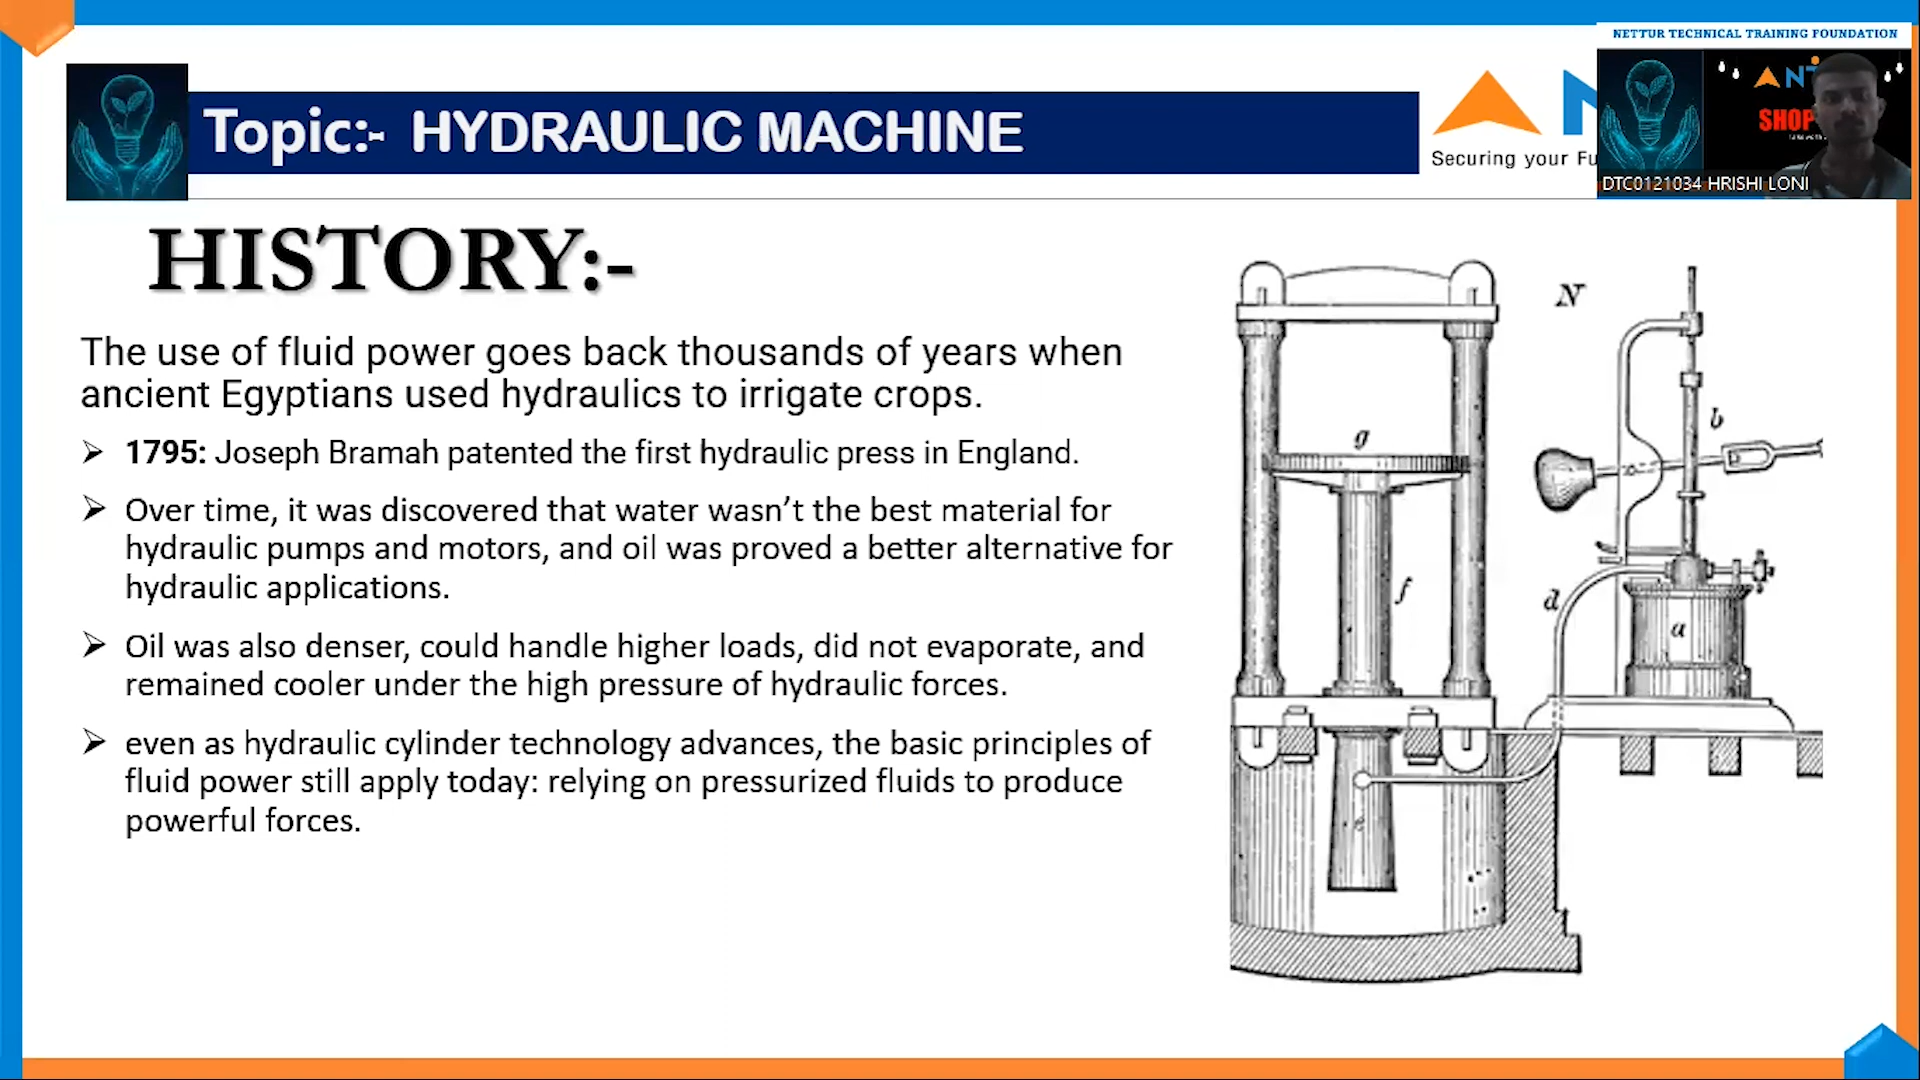 NETTUR TECHNICAL TRAINING FOUNDATION
Topic:- HYDRAULIC MACHINE
Securing your Fu
SHOP
DTC0121034 HRISHI LONI
HISTORY:-
The use of fluid power goes back thousands of years when
ancient Egyptians used hydraulics to irrigate crops.
➢ 1795: Joseph Bramah patented the first hydraulic press in England.
➢ Over time, it was discovered that water wasn’t the best material for
hydraulic pumps and motors, and oil was proved a better alternative for
hydraulic applications.
➢ Oil was also denser, could handle higher loads, did not evaporate, and
remained cooler under the high pressure of hydraulic forces.
➢ even as hydraulic cylinder technology advances, the basic principles of
fluid power still apply today: relying on pressurized fluids to produce
powerful forces.
N
b
g
f
d
a